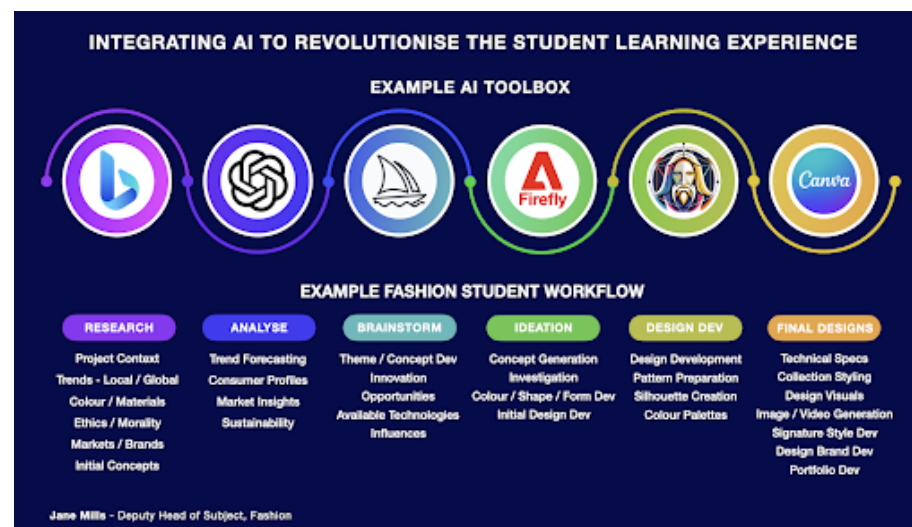 INTEGRATING AI TO REVOLUTIONISE THE STUDENT LEARNING EXPERIENCE
EXAMPLE AI TOOLBOX
Firefly
Canva
EXAMPLE FASHION STUDENT WORKFLOW
RESEARCH
Project Context
Trends - Local / Global
Colour / Materials
Ethics / Morality
Markets / Brands
Initial Concepts
ANALYSE
Trend Forecasting
Consumer Profiles
Market Insights
Sustainability
BRAINSTORM
Theme / Concept Dev
Innovation
Opportunities
Available Technologies
Influences
IDEATION
Concept Generation
Investigation
Colour / Shape / Form Dev
Initial Design Dev
DESIGN DEV
Design Development
Pattern Preparation
Silhouette Creation
Colour Palettes
FINAL DESIGNS
Technical Specs
Collection Styling
Design Visuals
Image / Video Generation
Signature Style Dev
Design Brand Dev
Portfolio Dev
Jane Mills - Deputy Head of Subject, Fashion